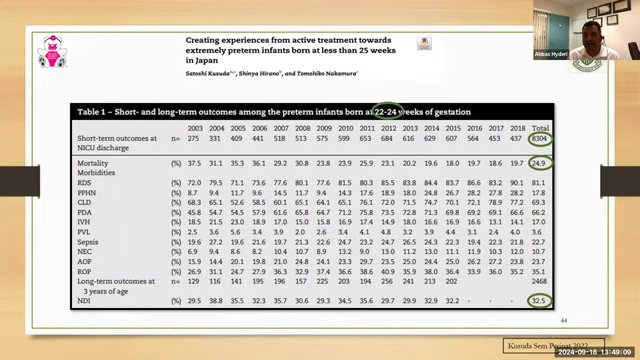 Creating experiences from active treatment towards
extremely preterm infants born at less than 25 weeks
in Japan
Satoshi Kusuda, Shinya Hirano, and Tomohiko Nakamura
Abbas Hyderi
Table 1 – Short- and long-term outcomes among the preterm infants born at 22-24 weeks of gestation
2003 2004 2005 2006 2007 2008 2009 2010 2011 2012 2013 2014 2015 2016 2017 2018 Total
Short-term outcomes at NICU discharge n= 275 331 409 441 518 513 575 599 653 684 616 629 607 564 453 437 8304
Mortality (%) 37.5 31.1 35.3 36.1 29.2 30.8 23.8 23.9 25.9 23.1 20.2 19.6 18.0 19.7 18.6 19.7 24.9
Morbidities
RDS (%) 72.0 79.5 71.1 73.6 77.6 80.1 77.6 81.5 80.3 85.5 83.8 84.4 83.7 86.6 83.2 90.1 81.1
PPHN (%) 8.7 9.4 11.7 9.6 14.5 11.7 9.4 14.3 17.6 18.9 18.0 24.8 26.7 28.2 27.8 28.2 17.8
CLD (%) 68.3 65.1 52.6 58.5 60.1 65.1 64.1 65.1 76.1 72.0 71.5 74.7 70.1 72.1 78.9 77.2 69.3
PDA (%) 45.8 54.7 54.5 57.9 61.6 65.8 64.7 71.2 75.8 73.5 72.8 71.3 69.8 69.2 69.1 66.6 66.2
IVH (%) 18.5 21.5 23.0 18.9 17.0 15.0 15.8 16.9 17.4 14.9 18.0 16.6 16.9 16.6 13.1 14.1 17.0
PVL (%) 2.5 3.6 5.6 3.4 3.9 2.0 2.6 3.4 4.1 4.8 3.2 3.9 4.4 3.1 2.4 4.0 3.6
Sepsis (%) 19.6 27.2 19.6 21.6 19.7 21.3 22.6 24.7 23.2 24.7 26.5 24.3 22.3 19.4 22.3 21.8 22.7
NEC (%) 6.9 9.4 8.6 8.2 10.4 10.7 8.9 13.2 9.0 13.0 11.2 13.0 11.1 11.9 10.3 12.0 10.7
AOP (%) 15.9 14.4 20.1 19.8 21.0 24.8 24.1 23.3 29.7 23.5 25.0 24.4 25.0 26.2 27.2 23.8 23.7
ROP (%) 26.9 31.1 24.7 27.9 36.3 32.9 37.4 36.6 38.6 40.9 35.9 38.0 36.4 33.9 36.0 35.2 35.1
Long-term outcomes at 3 years of age n= 129 116 141 195 196 157 225 203 194 256 241 213 202 2468
NDI (%) 29.5 38.8 35.5 32.3 35.7 30.6 29.3 34.5 35.6 29.7 29.9 32.9 32.2 - - - 32.5
44
Kusuda Sem Perinat 2022
2024-09-18 13:49:09